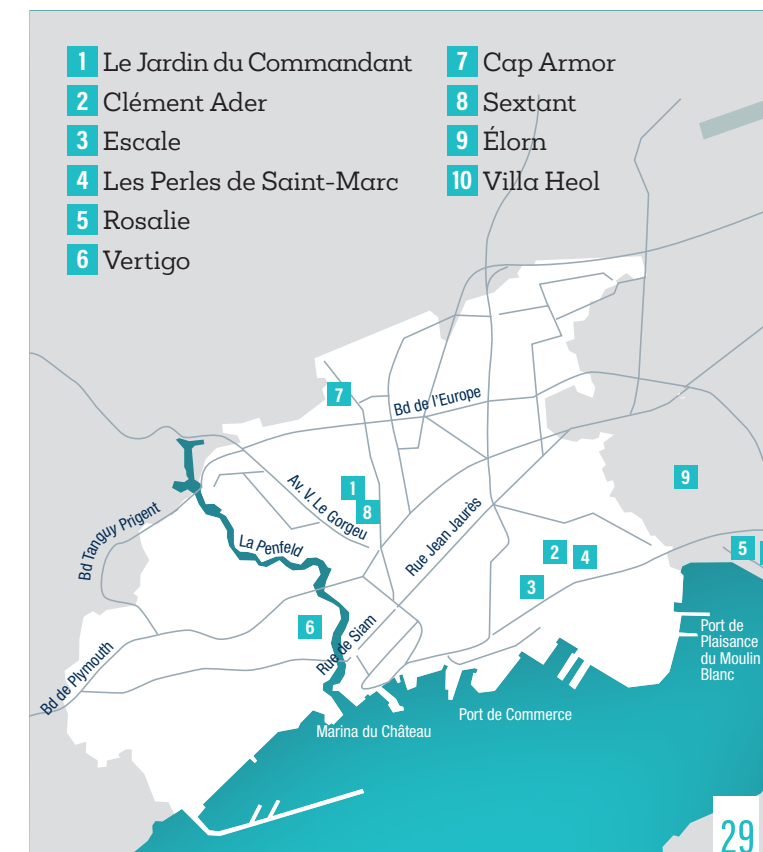 1 Le Jardin du Commandant
2 Clément Ader
3 Escale
4 Les Perles de Saint-Marc
5 Rosalie
6 Vertigo
7 Cap Armor
8 Sextant
9 Élorn
10 Villa Heol
7
Bd de l'Europe
9
1
8
Av. V. Le Gorgeu
Bd Tanguy Prigent
La Penfeld
Rue Jean Jaurès
2
4
5
3
6
Rue de Siam
Bd de Plymouth
Port de
Plaisance
du Moulin
Blanc
Port de Commerce
Marina du Château
29